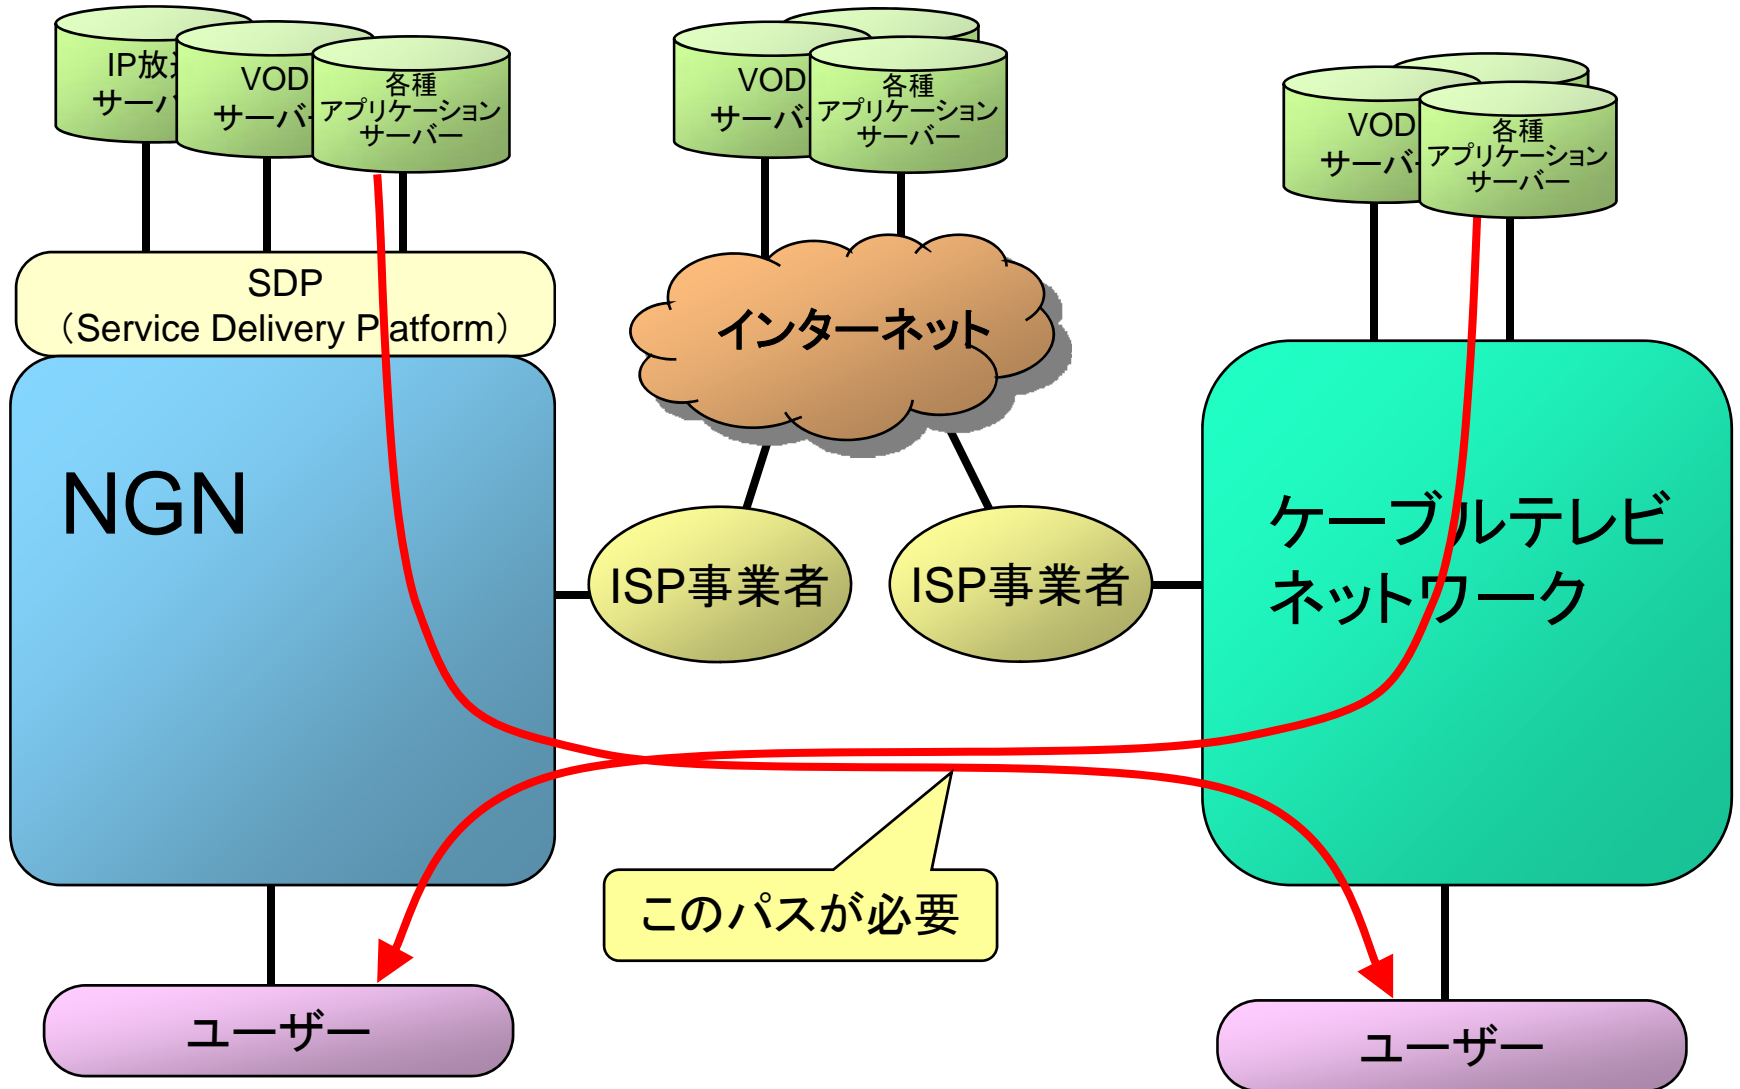 IP放
サーバ
VOD
サーバ
各種
アプリケーション
サーバー
VOD
サーバ
各種
アプリケーション
サーバー
VOD
サーバ
各種
アプリケーション
サーバー
SDP
（Service Delivery Platform）
インターネット
NGN
ISP事業者
ISP事業者
ケーブルテレビ
ネットワーク
このパスが必要
ユーザー
ユーザー